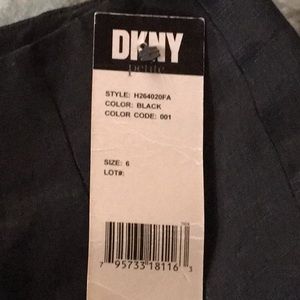 DKNY
petite
STYLE: H264020FA
COLOR: BLACK
COLOR CODE: 001
SIZE: 6
LOT#:
7 95733 18116 3